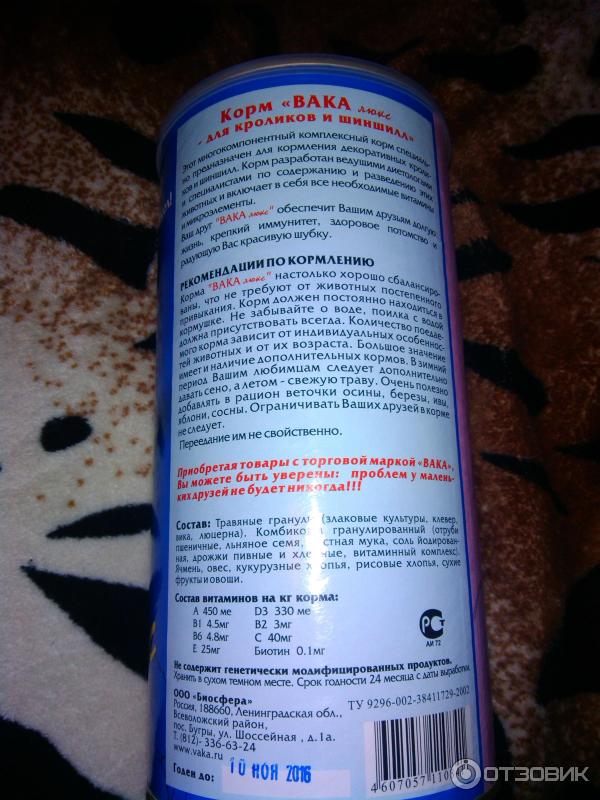 Корм «ВАКА люкс
- для кроликов и шиншилл»
Этот многокомпонентный комплексный корм специаль-
но предназначен для кормления декоративных кроли-
ков и шиншилл. Корм разработан ведущими диетологами
и специалистами по содержанию и разведению этих
животных и включает в себя все необходимые витамины
и микроэлементы.
Ваш друг "ВАКА люкс" обеспечит Вашим друзьям долгую
жизнь, крепкий иммунитет, здоровое потомство и
радующую Вас красивую шубку.
РЕКОМЕНДАЦИИ ПО КОРМЛЕНИЮ
Корма "ВАКА люкс" настолько хорошо сбалансиро-
ваны, что не требуют от животных постепенного
привыкания. Корм должен постоянно находиться в
кормушке. Не забывайте о воде, поилка с водой
должна присутствовать всегда. Количество поедае-
мого корма зависит от индивидуальных особеннос-
тей животных и от их возраста. Большое значение
имеет и наличие дополнительных кормов. В зимний
период Вашим любимцам следует дополнительно
давать сено, а летом - свежую траву. Очень полезно
добавлять в рацион веточки осины, березы, ивы,
яблони, сосны. Ограничивать Ваших друзей в корме
не следует.
Переедание им не свойственно.
Приобретая товары с торговой маркой «ВАКА»,
Вы можете быть уверены: проблем у малень-
ких друзей не будет никогда!!!
Состав: Травяные гранулы (злаковые культуры, клевер,
вика, люцерна). Комбикорм гранулированный (отруби
пшеничные, льняное семя, мука, соль йодирован-
ная, дрожжи пивные и хлебные, витаминный комплекс).
Ячмень, овес, кукурузные хлопья, рисовые хлопья, сухие
фрукты и овощи.
Состав витаминов на кг корма:
А 450 ме D3 330 ме
В1 4.5мг В2 3мг
В6 4.8мг С 40мг
Е 25мг Биотин 0.1мг
РСТ
АИ 72
Не содержит генетически модифицированных продуктов.
Хранить в сухом темном месте. Срок годности 24 месяца с даты выработки.
ООО "Биосфера" ТУ 9296-002-38411729-2002
Россия, 188660, Ленинградская обл.,
Всеволожский район,
пос. Бугры, ул. Шоссейная , д.1а.
Т.(812)-336-63-24
www.vaka.ru
Годен до: 10 НОЯ 2016
ОТЗОВИК